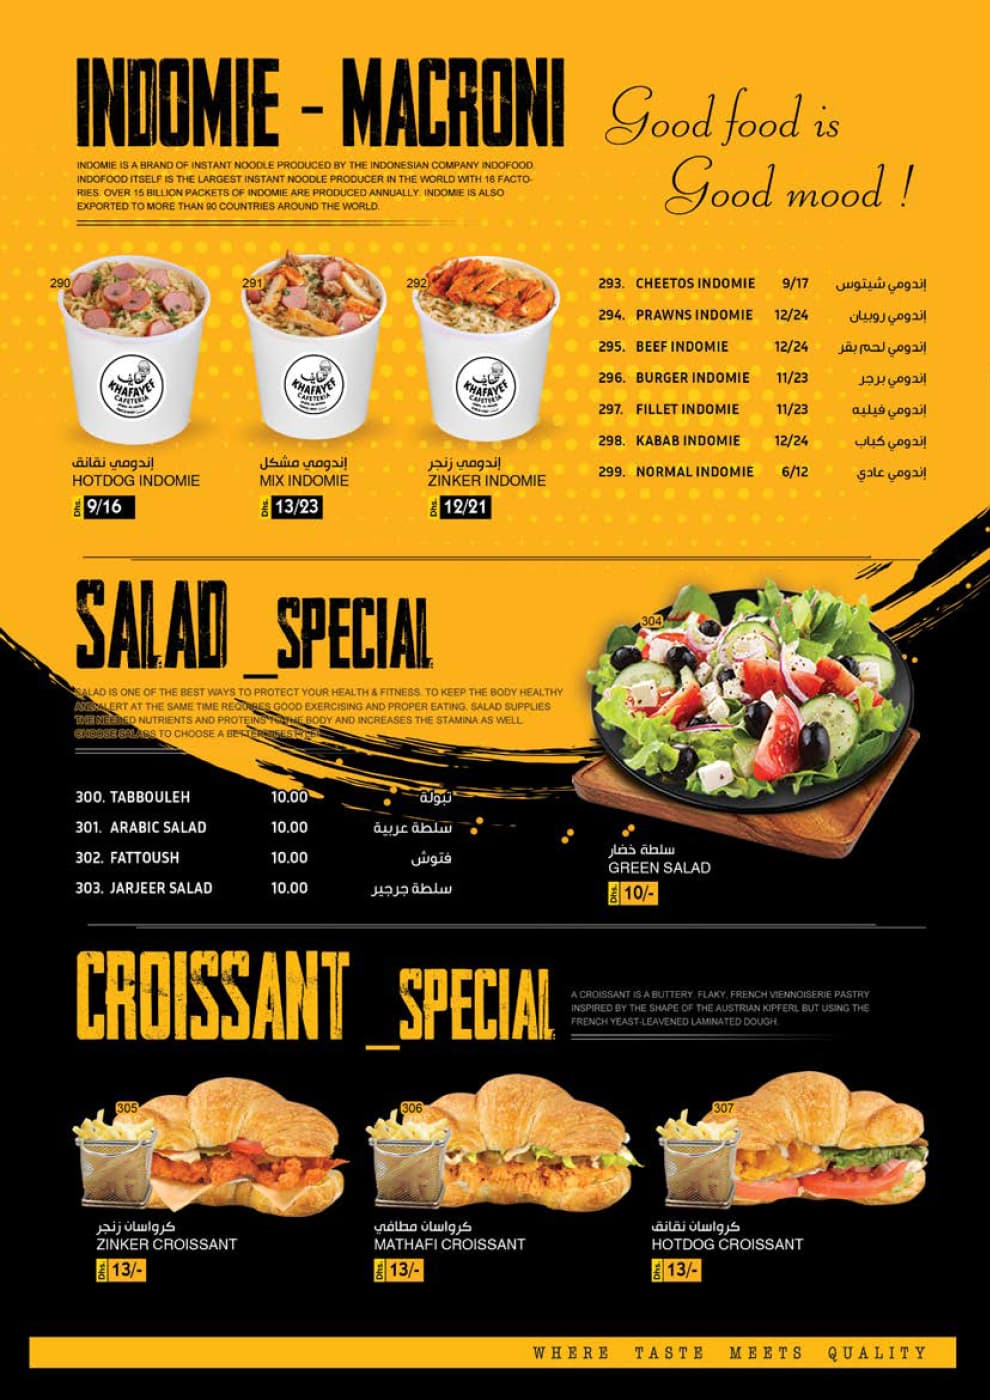 INDOMIE - MACRONI
INDOMIE IS A BRAND OF INSTANT NOODLE PRODUCED BY THE INDONESIAN COMPANY INDOFOOD.
INDOFOOD ITSELF IS THE LARGEST INSTANT NOODLE PRODUCER IN THE WORLD WITH 16 FACTO-
RIES. OVER 15 BILLION PACKETS OF INDOMIE ARE PRODUCED ANNUALLY. INDOMIE IS ALSO
EXPORTED TO MORE THAN 90 COUNTRIES AROUND THE WORLD.
Good food is
Good mood !
290
خفايف
KHAFAYEF
CAFETERIA
إندومي نقانق
HOTDOG INDOMIE
Dhs. 9/16
291
خفايف
KHAFAYEF
CAFETERIA
إندومي مشكل
MIX INDOMIE
Dhs. 13/23
292
خفايف
KHAFAYEF
CAFETERIA
إندومي زنجر
ZINKER INDOMIE
Dhs. 12/21
293. CHEETOS INDOMIE 9/17 إندومي شيتوس
294. PRAWNS INDOMIE 12/24 إندومي روبيان
295. BEEF INDOMIE 12/24 إندومي لحم بقر
296. BURGER INDOMIE 11/23 إندومي برجر
297. FILLET INDOMIE 11/23 إندومي فيليه
298. KABAB INDOMIE 12/24 إندومي كباب
299. NORMAL INDOMIE 6/12 إندومي عادي
SALAD _SPECIAL
SALAD IS ONE OF THE BEST WAYS TO PROTECT YOUR HEALTH & FITNESS. TO KEEP THE BODY HEALTHY
AND ALERT AT THE SAME TIME REQUIRES GOOD EXERCISING AND PROPER EATING. SALAD SUPPLIES
THE NEEDED NUTRIENTS AND PROTEINS TO THE BODY AND INCREASES THE STAMINA AS WELL.
CHOOSE SALADS TO CHOOSE A BETTER LIFESTYLE!
300. TABBOULEH 10.00 تبولة
301. ARABIC SALAD 10.00 سلطة عربية
302. FATTOUSH 10.00 فتوش
303. JARJEER SALAD 10.00 سلطة جرجير
304
سلطة خضار
GREEN SALAD
Dhs. 10/-
CROISSANT _SPECIAL
A CROISSANT IS A BUTTERY, FLAKY, FRENCH VIENNOISERIE PASTRY
INSPIRED BY THE SHAPE OF THE AUSTRIAN KIPFERL BUT USING THE
FRENCH YEAST-LEAVENED LAMINATED DOUGH.
305
كرواسان زنجر
ZINKER CROISSANT
Dhs. 13/-
306
كرواسان مطافي
MATHAFI CROISSANT
Dhs. 13/-
307
كرواسان نقانق
HOTDOG CROISSANT
Dhs. 13/-
WHERE TASTE MEETS QUALITY